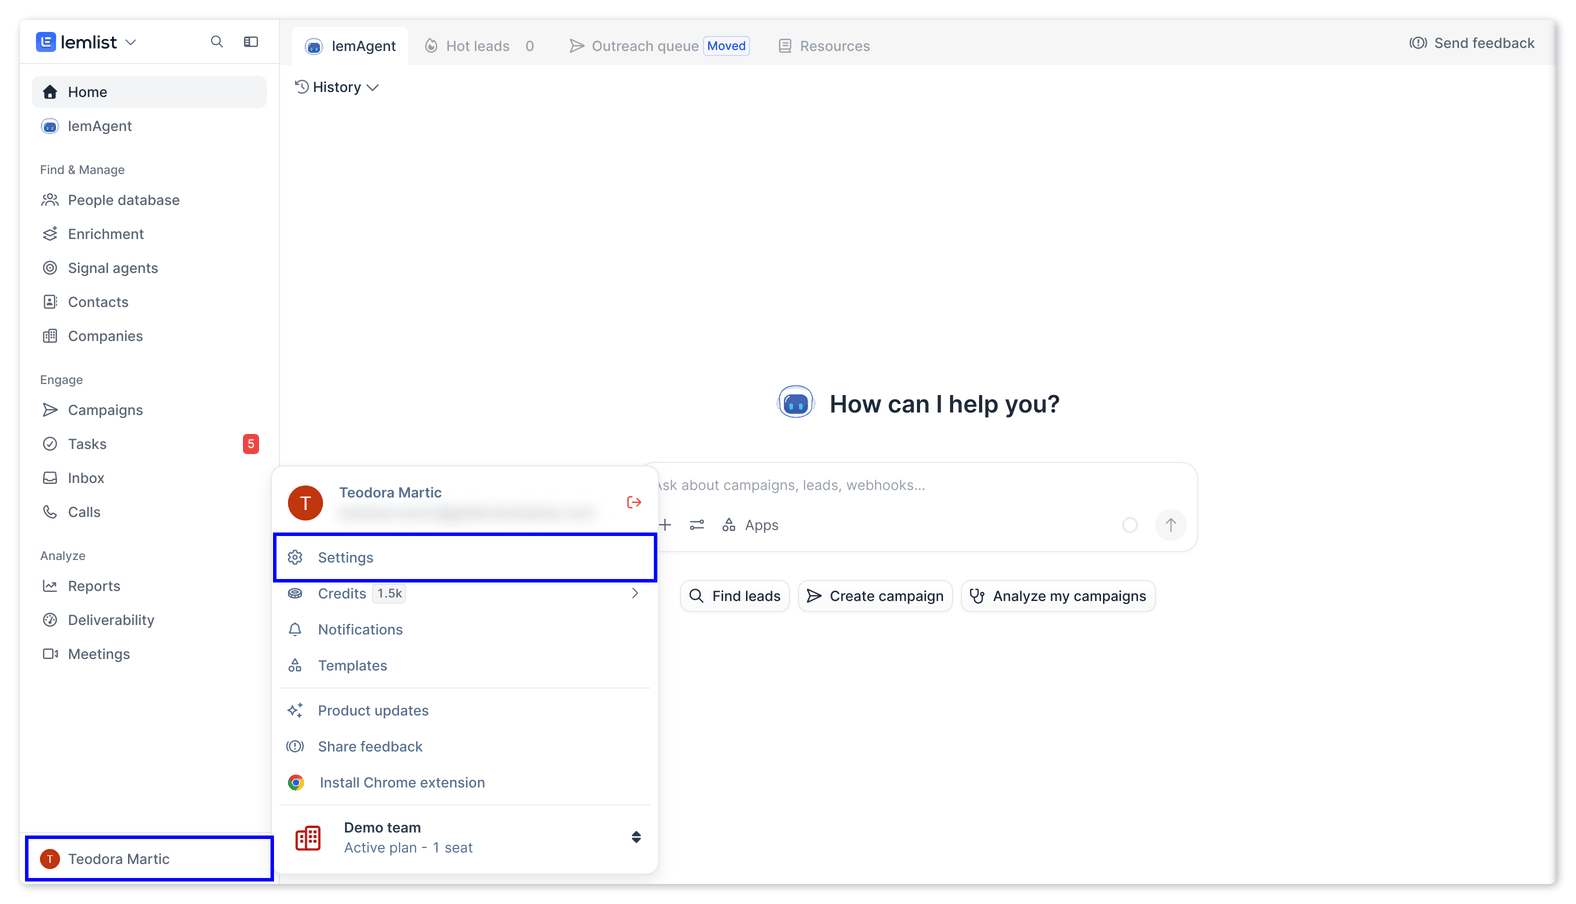 lemlist
Home
lemAgent
Find & Manage
People database
Enrichment
Signal agents
Contacts
Companies
Engage
Campaigns
Tasks
5
Inbox
Calls
Analyze
Reports
Deliverability
Meetings
T
Teodora Martic
lemAgent
Hot leads 0
Outreach queue Moved
Resources
Send feedback
History
How can I help you?
Ask about campaigns, leads, webhooks...
Apps
Find leads
Create campaign
Analyze my campaigns
T
Teodora Martic
Settings
Credits 1.5k
Notifications
Templates
Product updates
Share feedback
Install Chrome extension
Demo team
Active plan - 1 seat